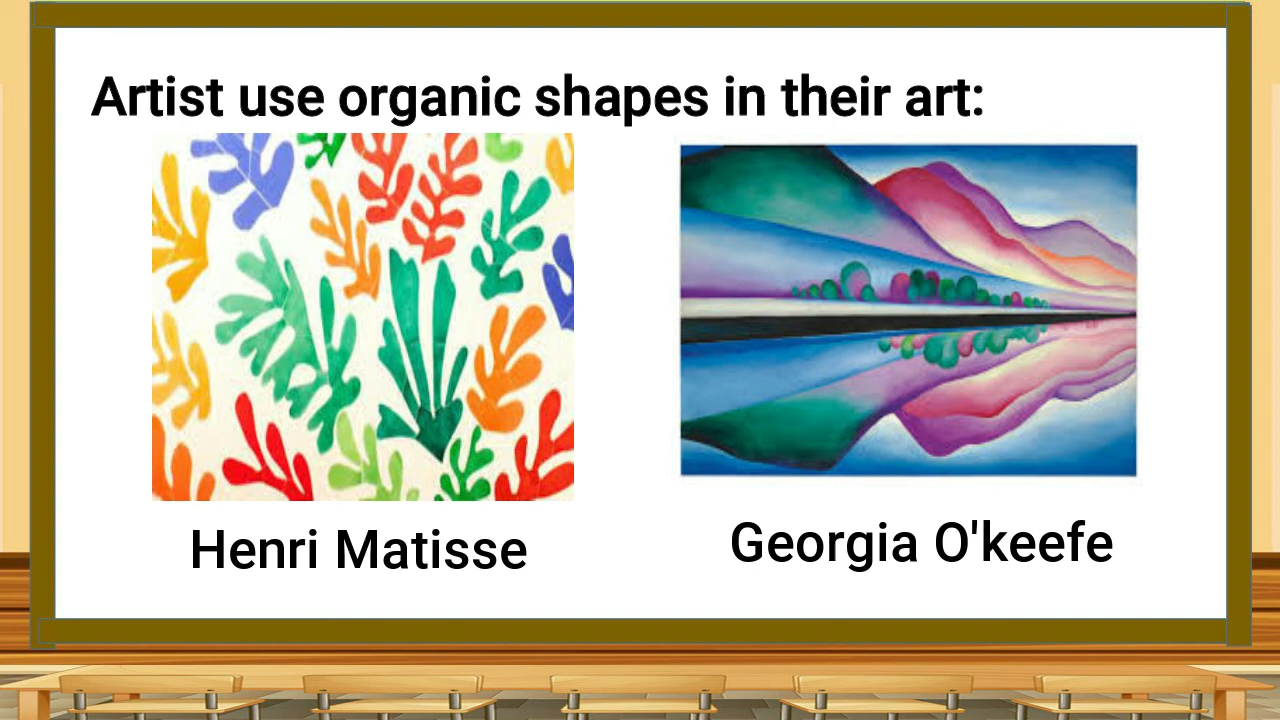 Artist use organic shapes in their art:
Henri Matisse
Georgia O'keefe